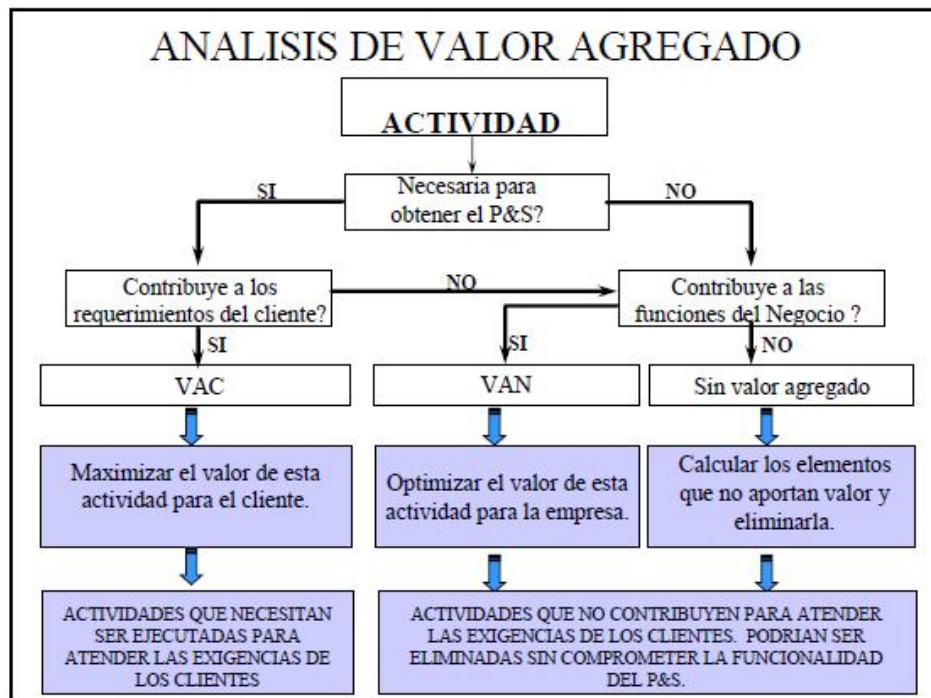 ANALISIS DE VALOR AGREGADO
ACTIVIDAD
SI
Necesaria para
obtener el P&S?
NO
Contribuye a los
requerimientos del cliente?
NO
Contribuye a las
funciones del Negocio ?
SI
SI
NO
VAC
VAN
Sin valor agregado
Maximizar el valor de esta
actividad para el cliente.
Optimizar el valor de esta
actividad para la empresa.
Calcular los elementos
que no aportan valor y
eliminarla.
ACTIVIDADES QUE NECESITAN
SER EJECUTADAS PARA
ATENDER LAS EXIGENCIAS DE
LOS CLIENTES
ACTIVIDADES QUE NO CONTRIBUYEN PARA ATENDER
LAS EXIGENCIAS DE LOS CLIENTES. PODRIAN SER
ELIMINADAS SIN COMPROMETER LA FUNCIONALIDAD
DEL P&S.